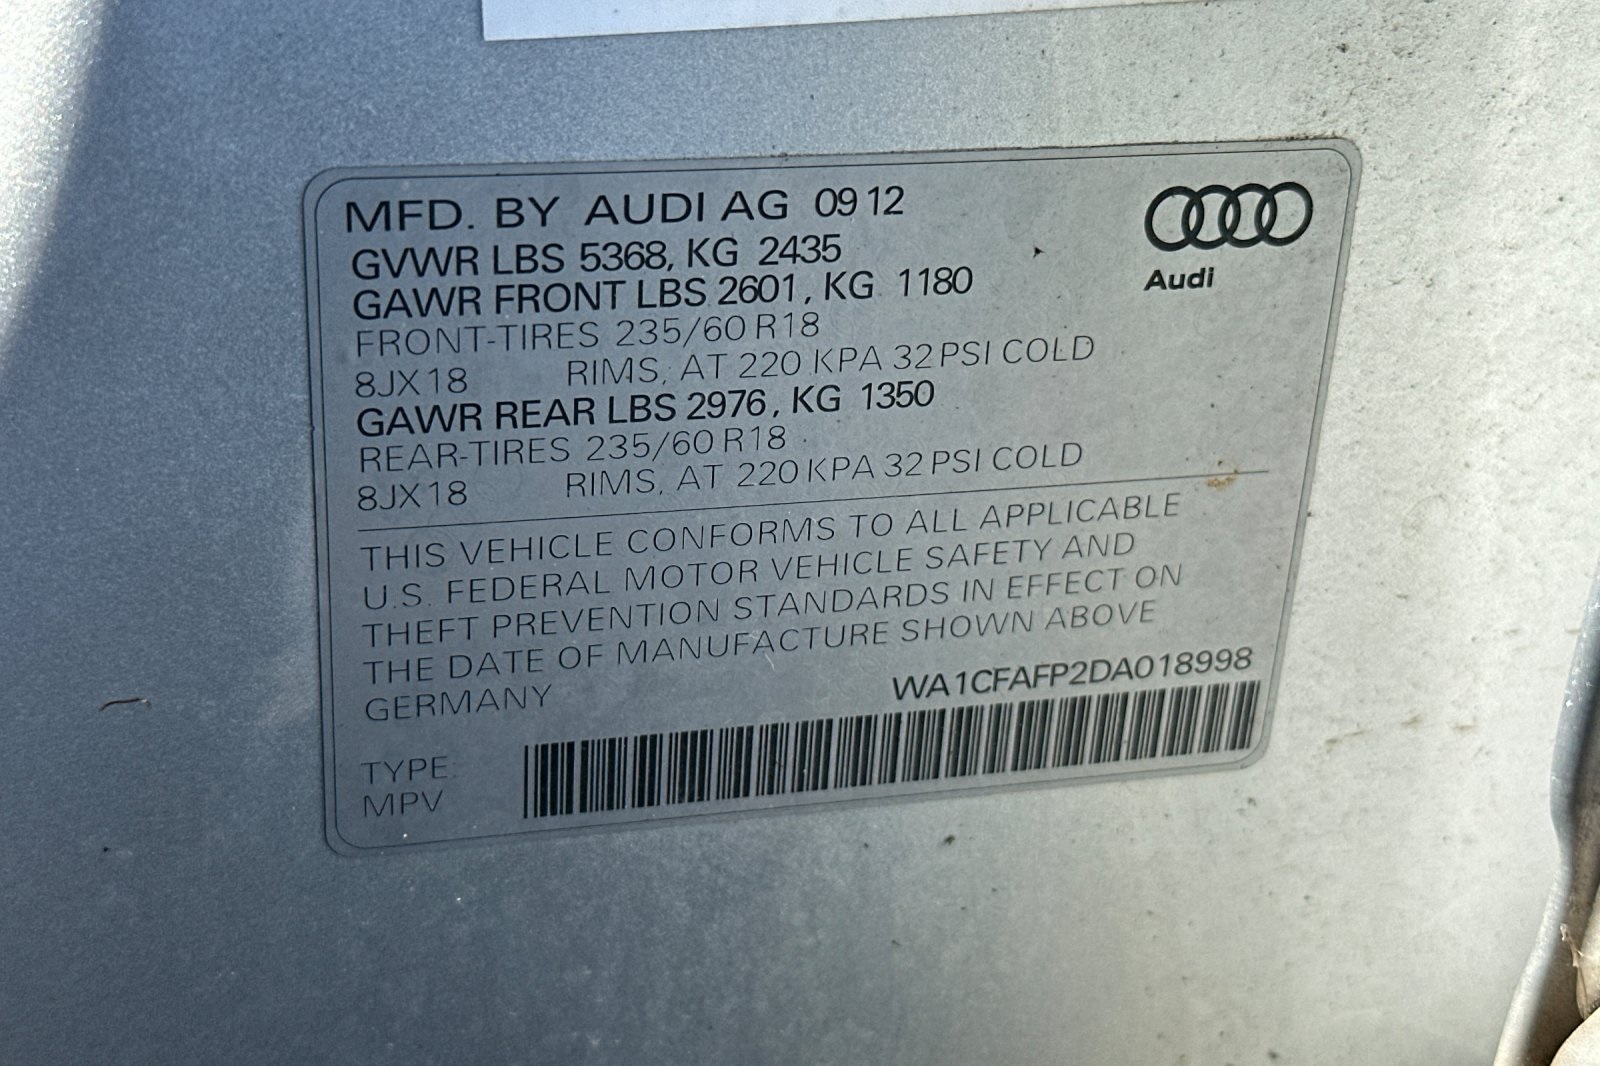 MFD. BY AUDI AG 09 12
GVWR LBS 5368, KG 2435
GAWR FRONT LBS 2601, KG 1180
FRONT-TIRES 235/60 R18
8JX18 RIMS, AT 220 KPA 32 PSI COLD
GAWR REAR LBS 2976, KG 1350
REAR-TIRES 235/60 R18
8JX18 RIMS, AT 220 KPA 32 PSI COLD
Audi
THIS VEHICLE CONFORMS TO ALL APPLICABLE
U.S. FEDERAL MOTOR VEHICLE SAFETY AND
THEFT PREVENTION STANDARDS IN EFFECT ON
THE DATE OF MANUFACTURE SHOWN ABOVE
GERMANY WA1CFAFP2DA018998
TYPE:
MPV